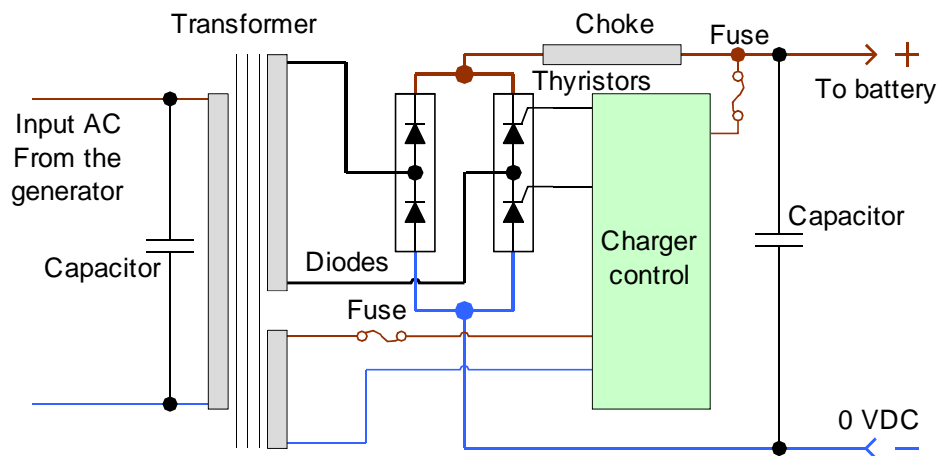 Transformer
Choke
Fuse
+
Thyristors
To battery
Input AC
From the
generator
Capacitor
Charger
control
Capacitor
Diodes
Fuse
0 VDC
−